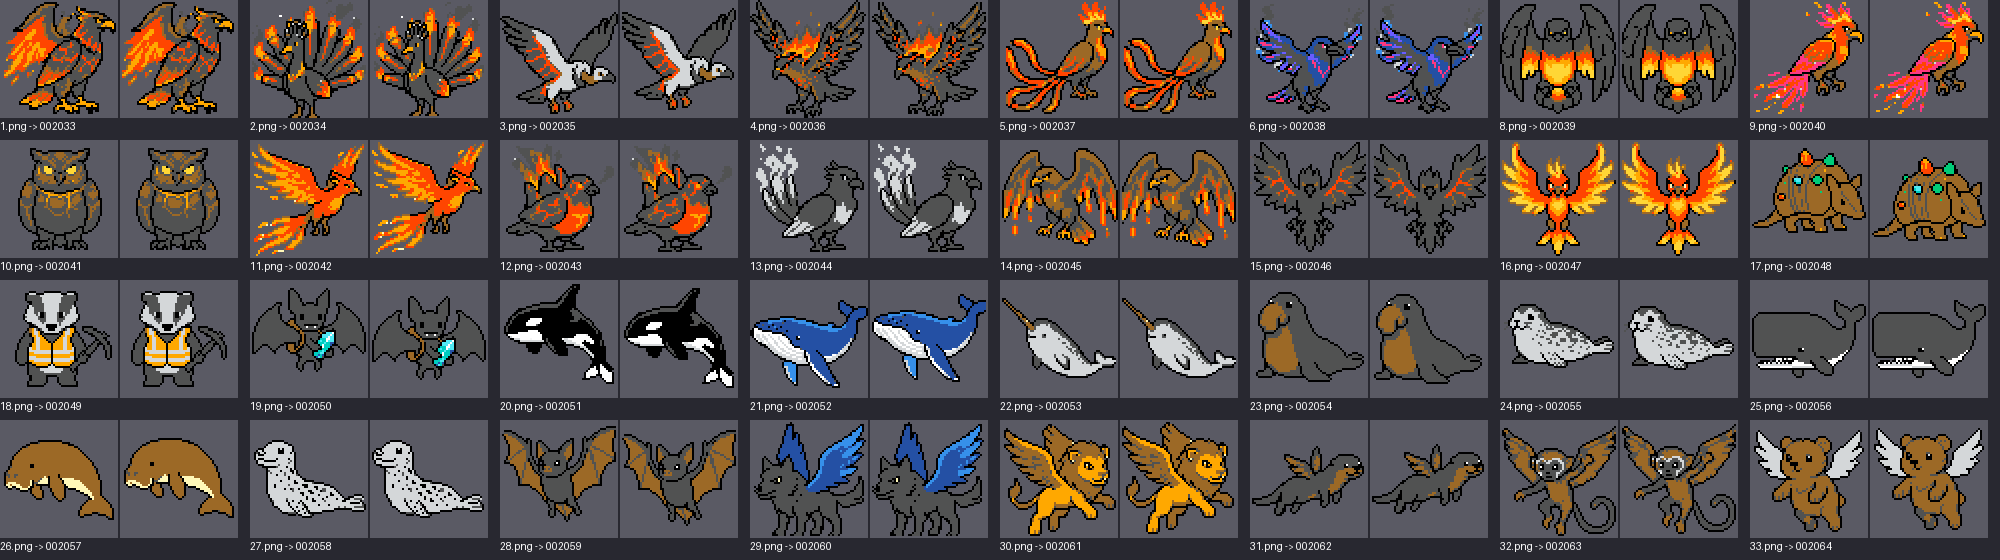 1.png -> 002033
2.png -> 002034
3.png -> 002035
4.png -> 002036
5.png -> 002037
6.png -> 002038
8.png -> 002039
9.png -> 002040
10.png -> 002041
11.png -> 002042
12.png -> 002043
13.png -> 002044
14.png -> 002045
15.png -> 002046
16.png -> 002047
17.png -> 002048
18.png -> 002049
19.png -> 002050
20.png -> 002051
21.png -> 002052
22.png -> 002053
23.png -> 002054
24.png -> 002055
25.png -> 002056
26.png -> 002057
27.png -> 002058
28.png -> 002059
29.png -> 002060
30.png -> 002061
31.png -> 002062
32.png -> 002063
33.png -> 002064